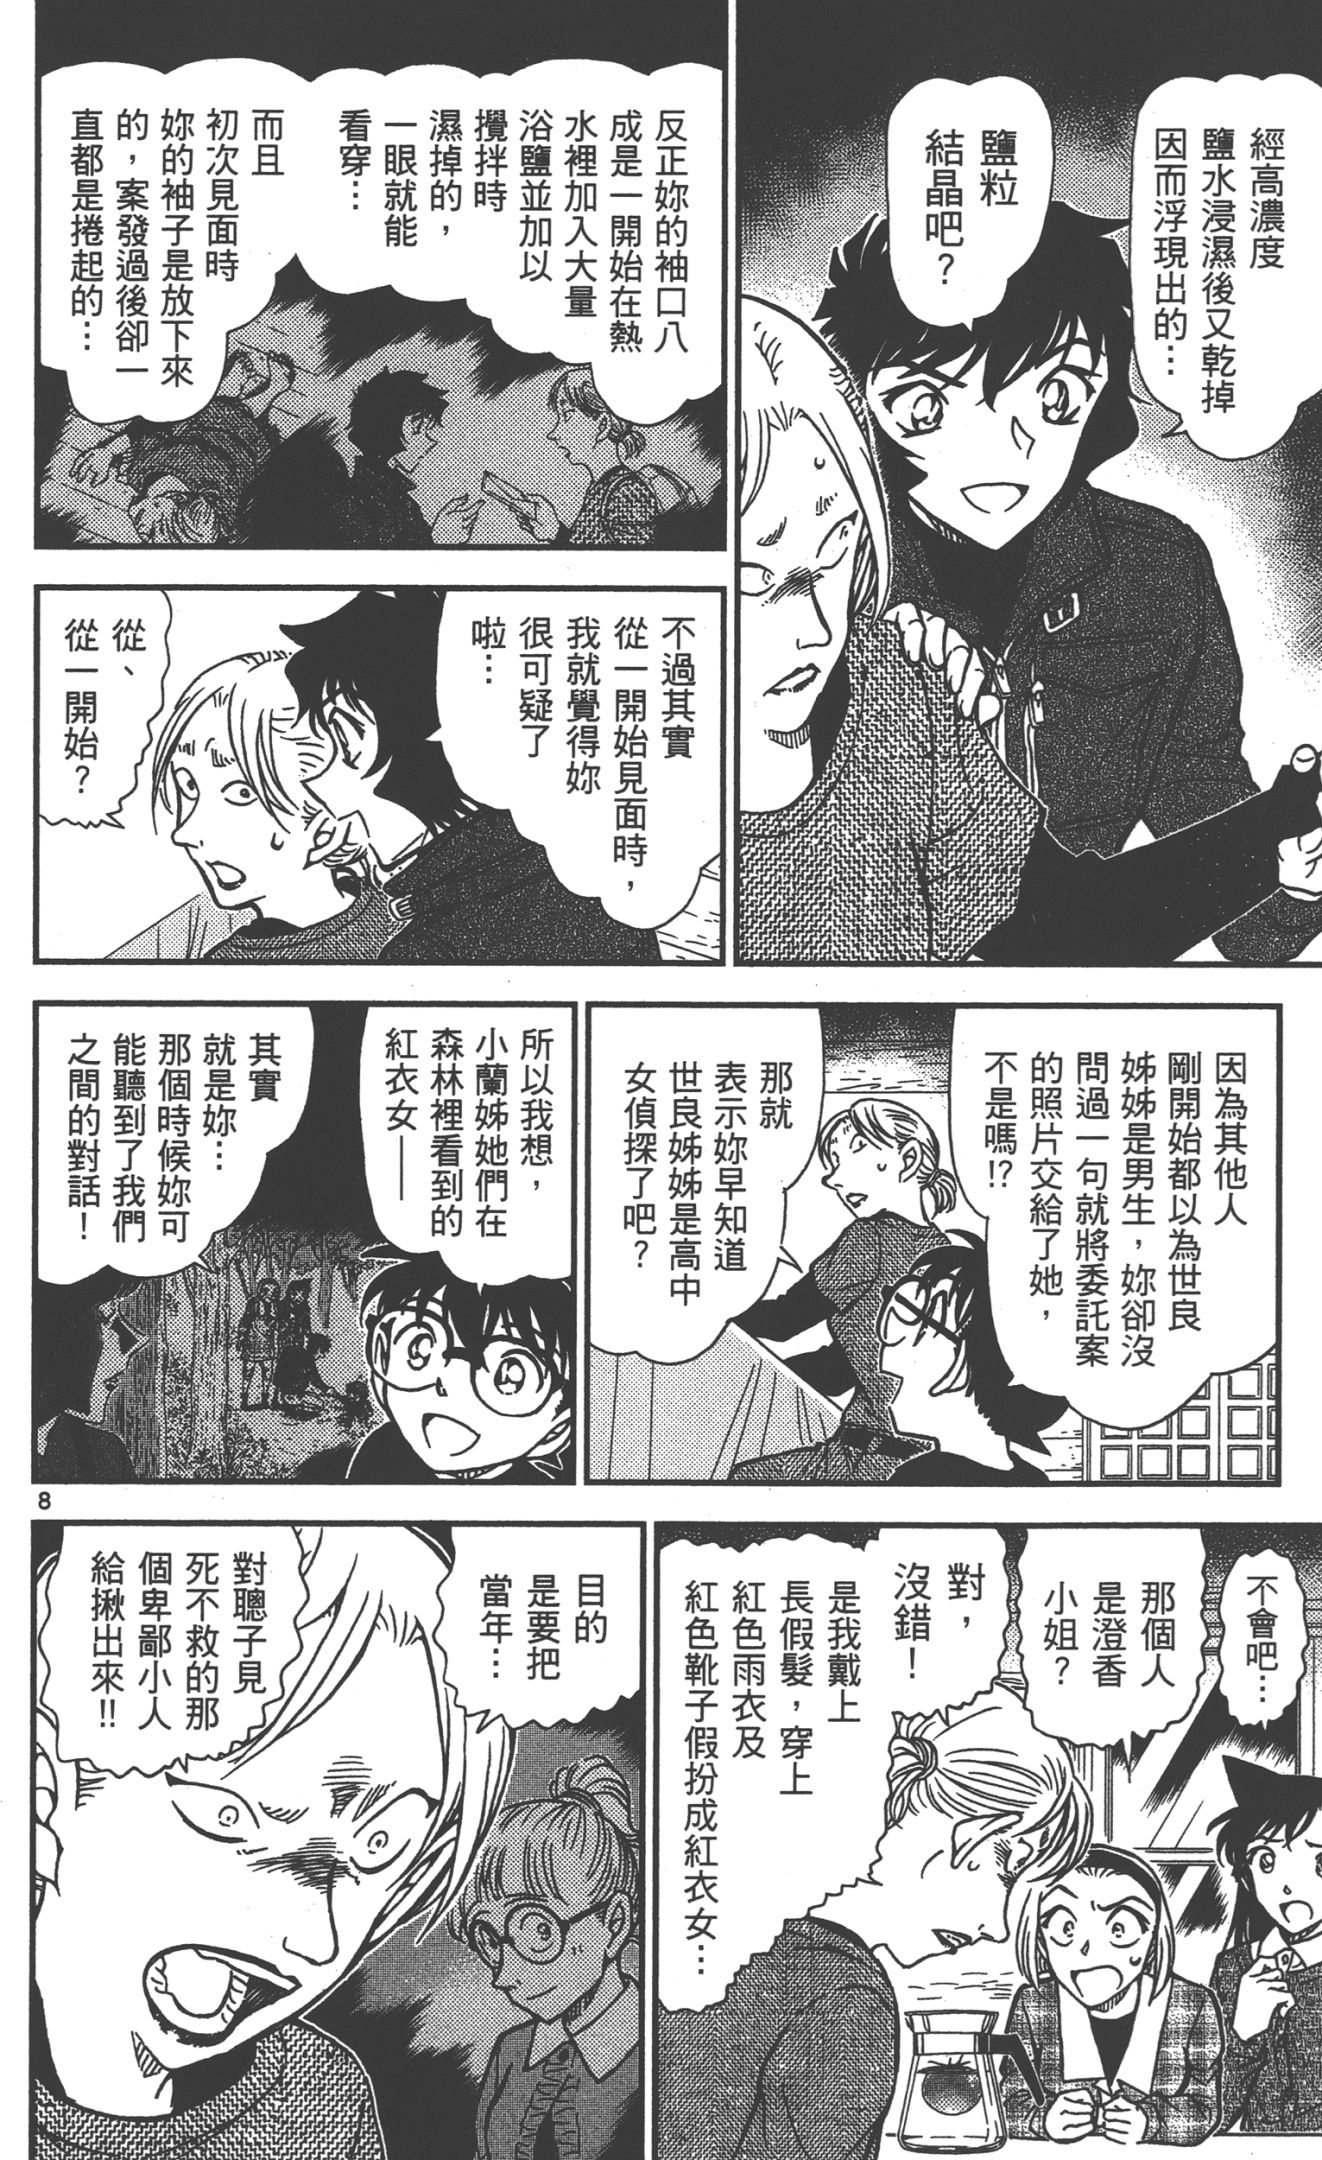 經高濃度
鹽水浸濕後又乾掉
因而浮現出的…
鹽粒
結晶吧？
反正妳的袖口八
成是一開始在熱
水裡加入大量
浴鹽並加以
攪拌時
濕掉的，
一眼就能
看穿…
而且
初次見面時
妳的袖子是放下來
的，案發過後卻一
直都是捲起的…
不過其實
從一開始見面時，
我就覺得妳
很可疑了
啦…
從、
從一開始？
因為其他人
剛開始都以為世良
姊姊是男生，妳卻沒
問過一句就將委託案
的照片交給了她，
不是嗎!?
那就
表示妳早知道
世良姊姊是高中
女偵探了吧？
所以我想，
小蘭姊她們在
森林裡看到的
紅衣女——
其實
就是妳…
那個時候妳可
能聽到了我們
之間的對話！
8
不會吧…
那個人
是澄香
小姐？
對，
沒錯！
是我戴上
長假髮，穿上
紅色雨衣及
紅色靴子假扮成紅衣女…
目的
是要把
當年…
對聰子見
死不救的那
個卑鄙小人
給揪出來!!